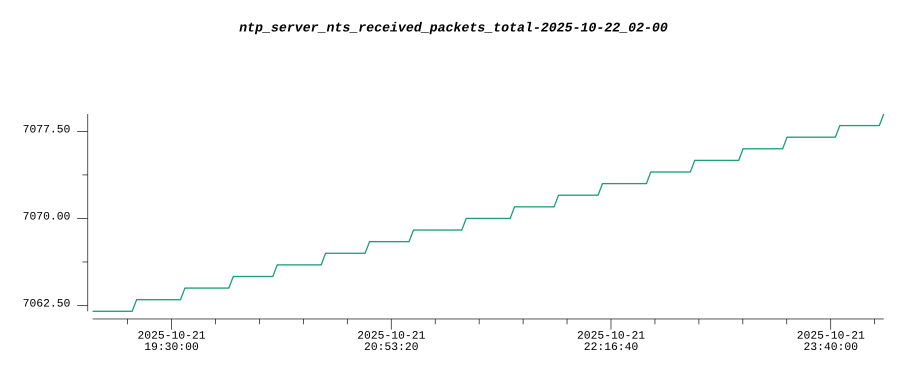 ntp_server_nts_received_packets_total-2025-10-22_02-00
7077.50
7070.00
7062.50
2025-10-21 2025-10-21 2025-10-21 2025-10-21
19:30:00 20:53:20 22:16:40 23:40:00